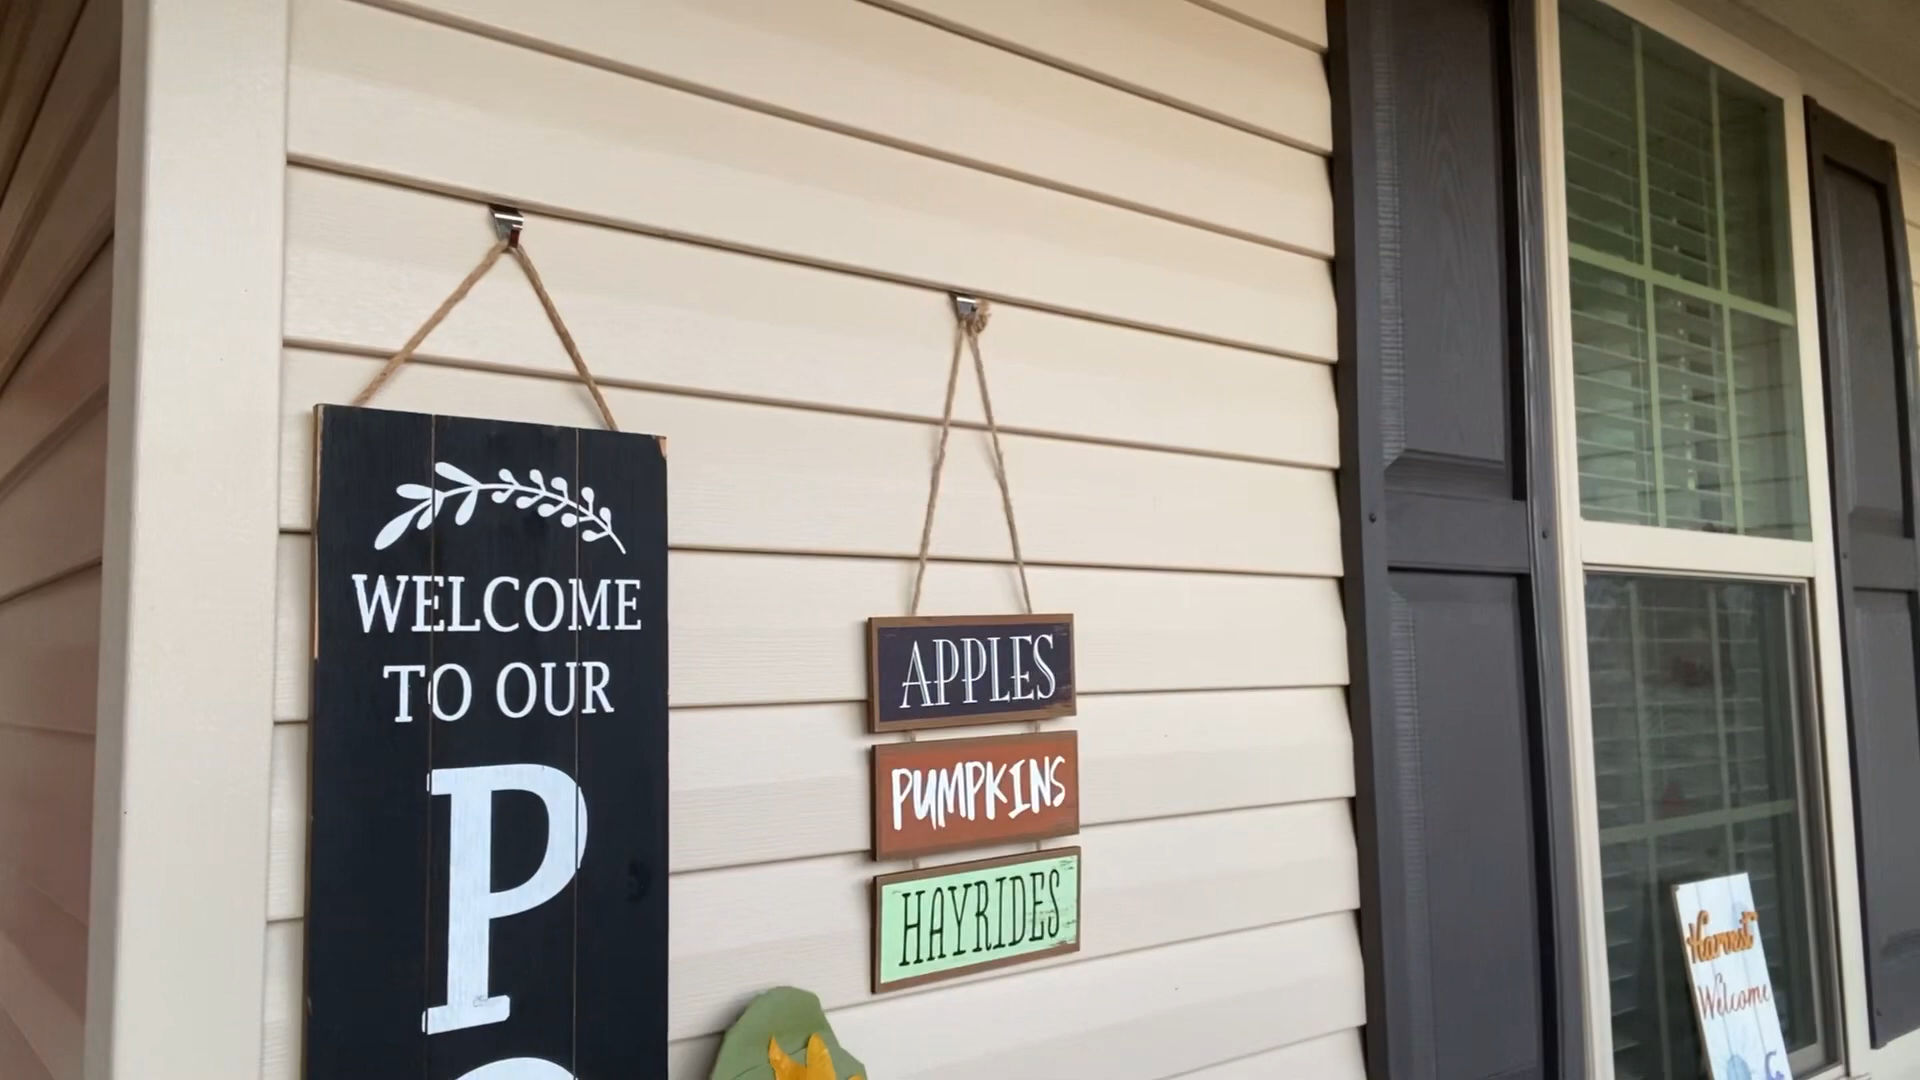 WELCOME
TO OUR
P
APPLES
PUMPKINS
HAYRIDES
Harvest
Welcome